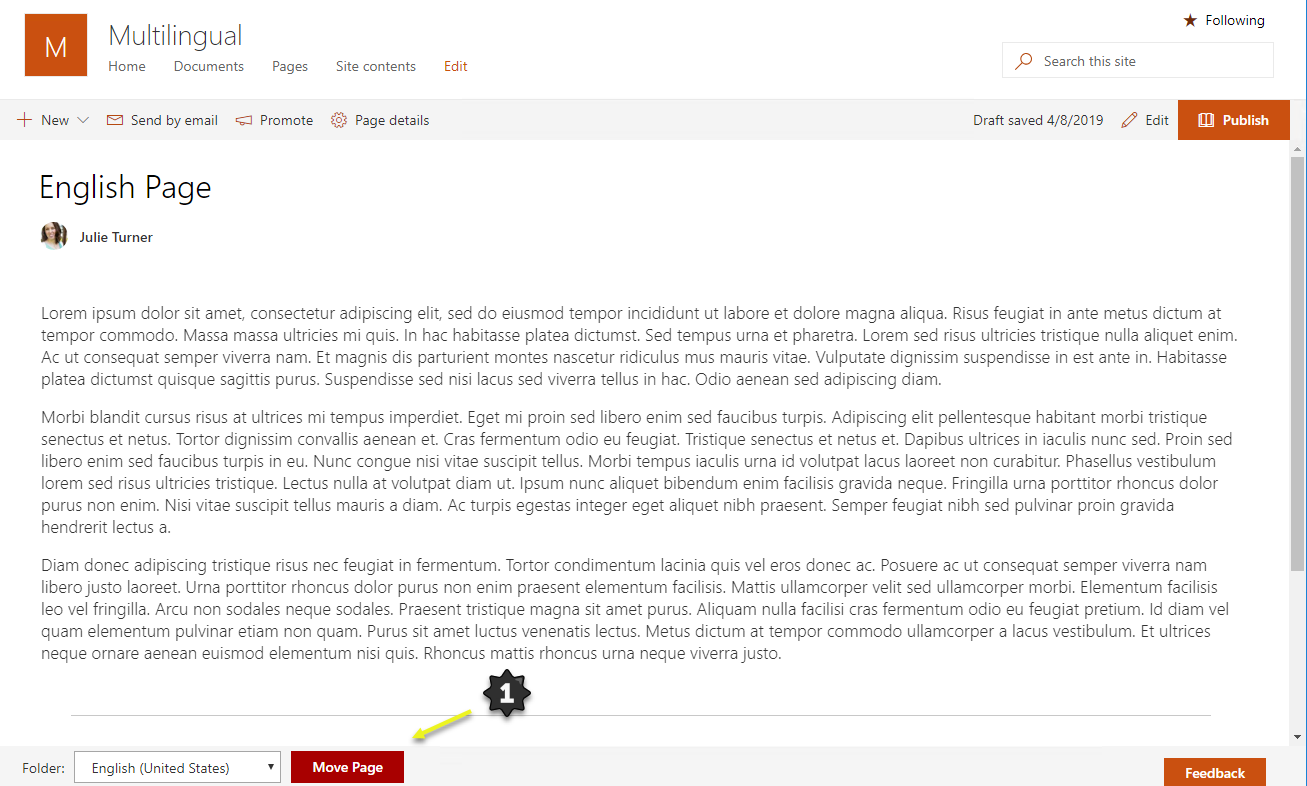 M
Multilingual
Following
Home Documents Pages Site contents Edit
Search this site
New Send by email Promote Page details Draft saved 4/8/2019 Edit Publish
English Page
Julie Turner
Lorem ipsum dolor sit amet, consectetur adipiscing elit, sed do eiusmod tempor incididunt ut labore et dolore magna aliqua. Risus feugiat in ante metus dictum at
tempor commodo. Massa massa ultricies mi quis. In hac habitasse platea dictumst. Sed tempus urna et pharetra. Lorem sed risus ultricies tristique nulla aliquet enim.
Ac ut consequat semper viverra nam. Et magnis dis parturient montes nascetur ridiculus mus mauris vitae. Vulputate dignissim suspendisse in est ante in. Habitasse
platea dictumst quisque sagittis purus. Suspendisse sed nisi lacus sed viverra tellus in hac. Odio aenean sed adipiscing diam.
Morbi blandit cursus risus at ultrices mi tempus imperdiet. Eget mi proin sed libero enim sed faucibus turpis. Adipiscing elit pellentesque habitant morbi tristique
senectus et netus. Tortor dignissim convallis aenean et. Cras fermentum odio eu feugiat. Tristique senectus et netus et. Dapibus ultrices in iaculis nunc sed. Proin sed
libero enim sed faucibus turpis in eu. Nunc congue nisi vitae suscipit tellus. Morbi tempus iaculis urna id volutpat lacus laoreet non curabitur. Phasellus vestibulum
lorem sed risus ultricies tristique. Lectus nulla at volutpat diam ut. Ipsum nunc aliquet bibendum enim facilisis gravida neque. Fringilla urna porttitor rhoncus dolor
purus non enim. Nisi vitae suscipit tellus mauris a diam. Ac turpis egestas integer eget aliquet nibh praesent. Semper feugiat nibh sed pulvinar proin gravida
hendrerit lectus a.
Diam donec adipiscing tristique risus nec feugiat in fermentum. Tortor condimentum lacinia quis vel eros donec ac. Posuere ac ut consequat semper viverra nam
libero justo laoreet. Urna porttitor rhoncus dolor purus non enim praesent elementum facilisis. Mattis ullamcorper velit sed ullamcorper morbi. Elementum facilisis
leo vel fringilla. Arcu non sodales neque sodales. Praesent tristique magna sit amet purus. Aliquam nulla facilisi cras fermentum odio eu feugiat pretium. Id diam vel
quam elementum pulvinar etiam non quam. Purus sit amet luctus venenatis lectus. Metus dictum at tempor commodo ullamcorper a lacus vestibulum. Et ultrices
neque ornare aenean euismod elementum nisi quis. Rhoncus mattis rhoncus urna neque viverra justo.
1
Folder: English (United States) Move Page Feedback